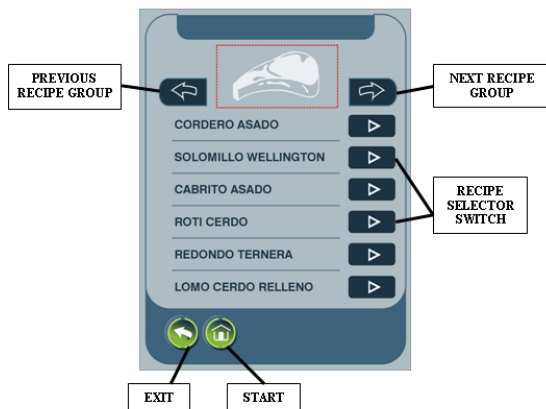 PREVIOUS
RECIPE GROUP
NEXT RECIPE
GROUP
CORDERO ASADO
SOLOMILLO WELLINGTON
CABRITO ASADO
ROTI CERDO
REDONDO TERNERA
LOMO CERDO RELLENO
RECIPE
SELECTOR
SWITCH
EXIT
START